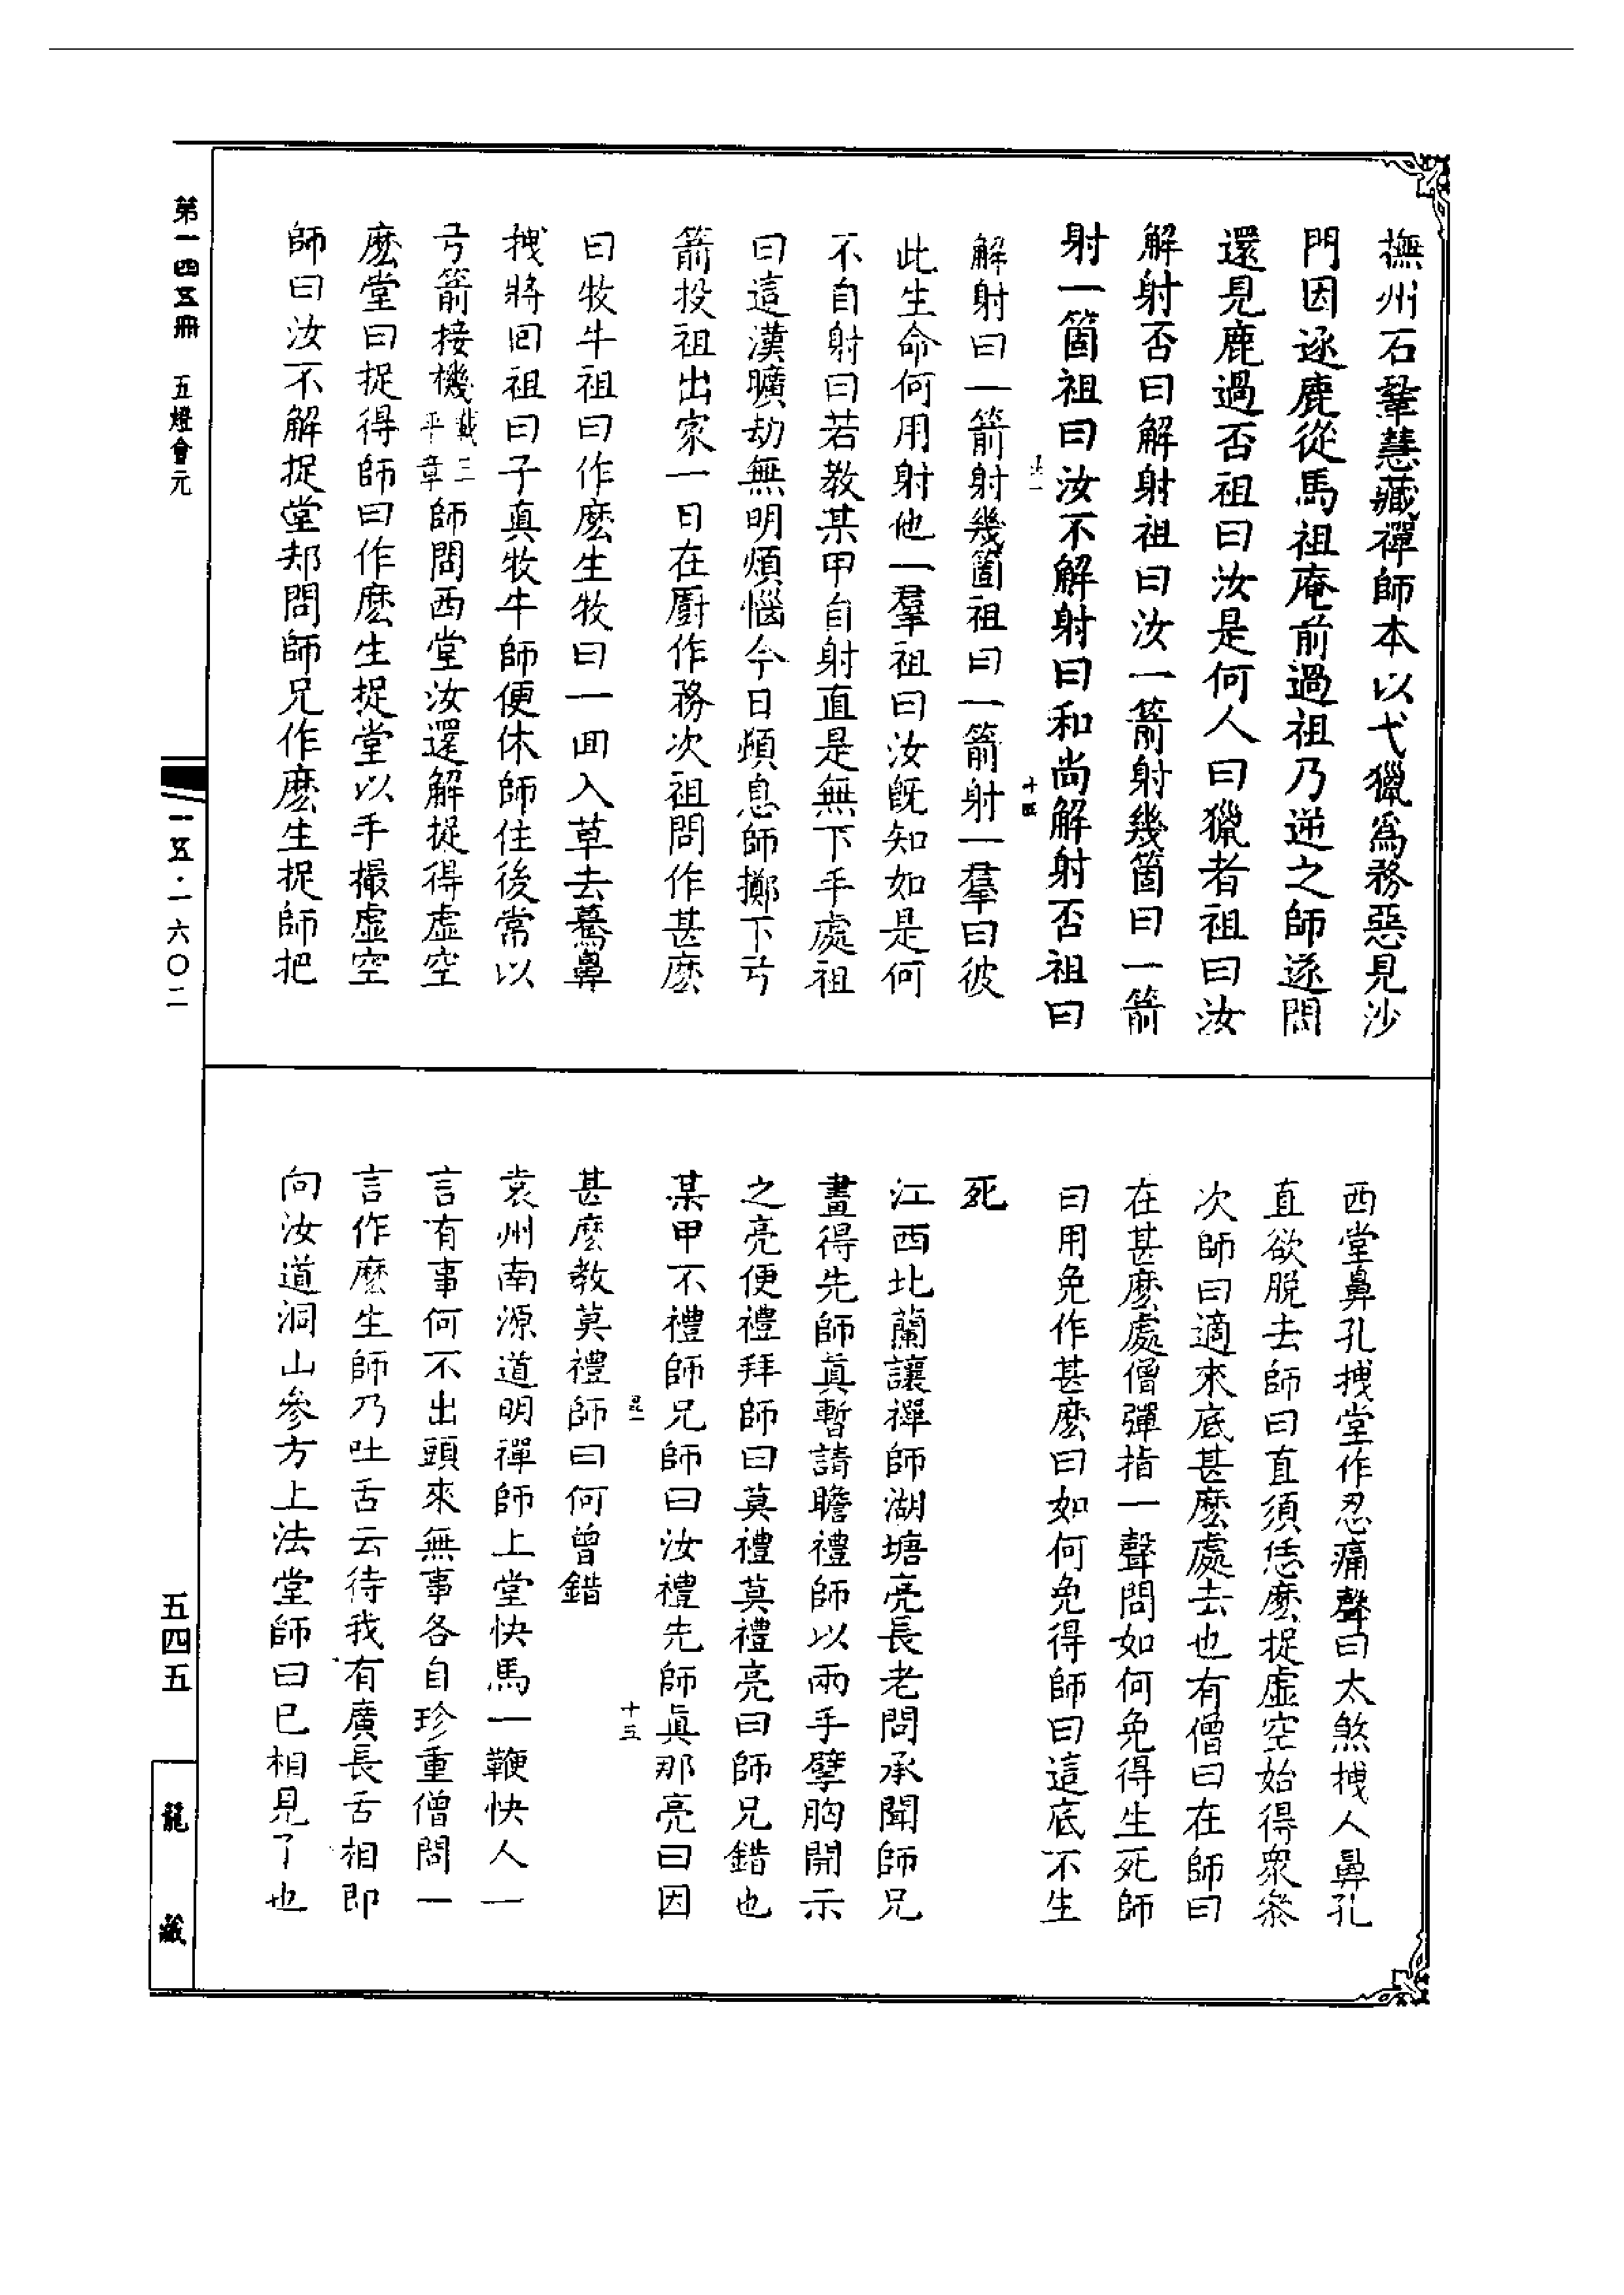 撫州石鞏慧藏禪師本以弋獵爲務惡見沙
門因逐鹿從馬祖庵前過祖乃逆之師遂問
還見鹿過否祖曰汝是何人曰獵者祖曰汝
解射否曰解射祖曰汝一箭射幾箇曰一箭
射一箇祖曰汝不解射曰和尚解射否祖曰
十四
解射曰一箭射幾箇祖曰一箭射一羣曰彼
此生命何用射他一羣祖曰汝旣知如是何
不自射曰若教某甲自射直是無下手處祖
曰這漢曠劫無明煩惱今日頓息師擲下弓
箭投祖出家一日在廚作務次祖問作甚麽
曰牧牛祖曰作麽生牧曰一回入草去驀鼻
拽將回祖曰子真牧牛師便休師住後常以
弓箭接機載三平章師問西堂汝還解捉得虛空
麽堂曰捉得師曰作麽生捉堂以手撮虛空
師曰汝不解捉堂却問師兄作麽生捉師把
西堂鼻孔拽堂作忍痛聲曰太煞拽人鼻孔
直欲脫去師曰直須恁麽捉虛空始得衆參
次師曰適來底甚麽處去也有僧曰在師曰
在甚麽處僧彈指一聲問如何免得生死師
曰用免作甚麽曰如何免得師曰這底不生
死
江西北蘭讓禪師湖塘亮長老問承聞師兄
畫得先師眞暫請瞻禮師以兩手擘胸開示
之亮便禮拜師曰莫禮莫禮亮曰師兄錯也
某甲不禮師兄師曰汝禮先師眞那亮曰因
十五
甚麽教莫禮師曰何曾錯
袁州南源道明禪師上堂快馬一鞭快人一
言有事何不出頭來無事各自珍重僧問一
言作麽生師乃吐舌云待我有廣長舌相即
向汝道洞山參方上法堂師曰已相見了也
第一四五冊 五燈會元
一五·一六〇二
五四五
龍藏